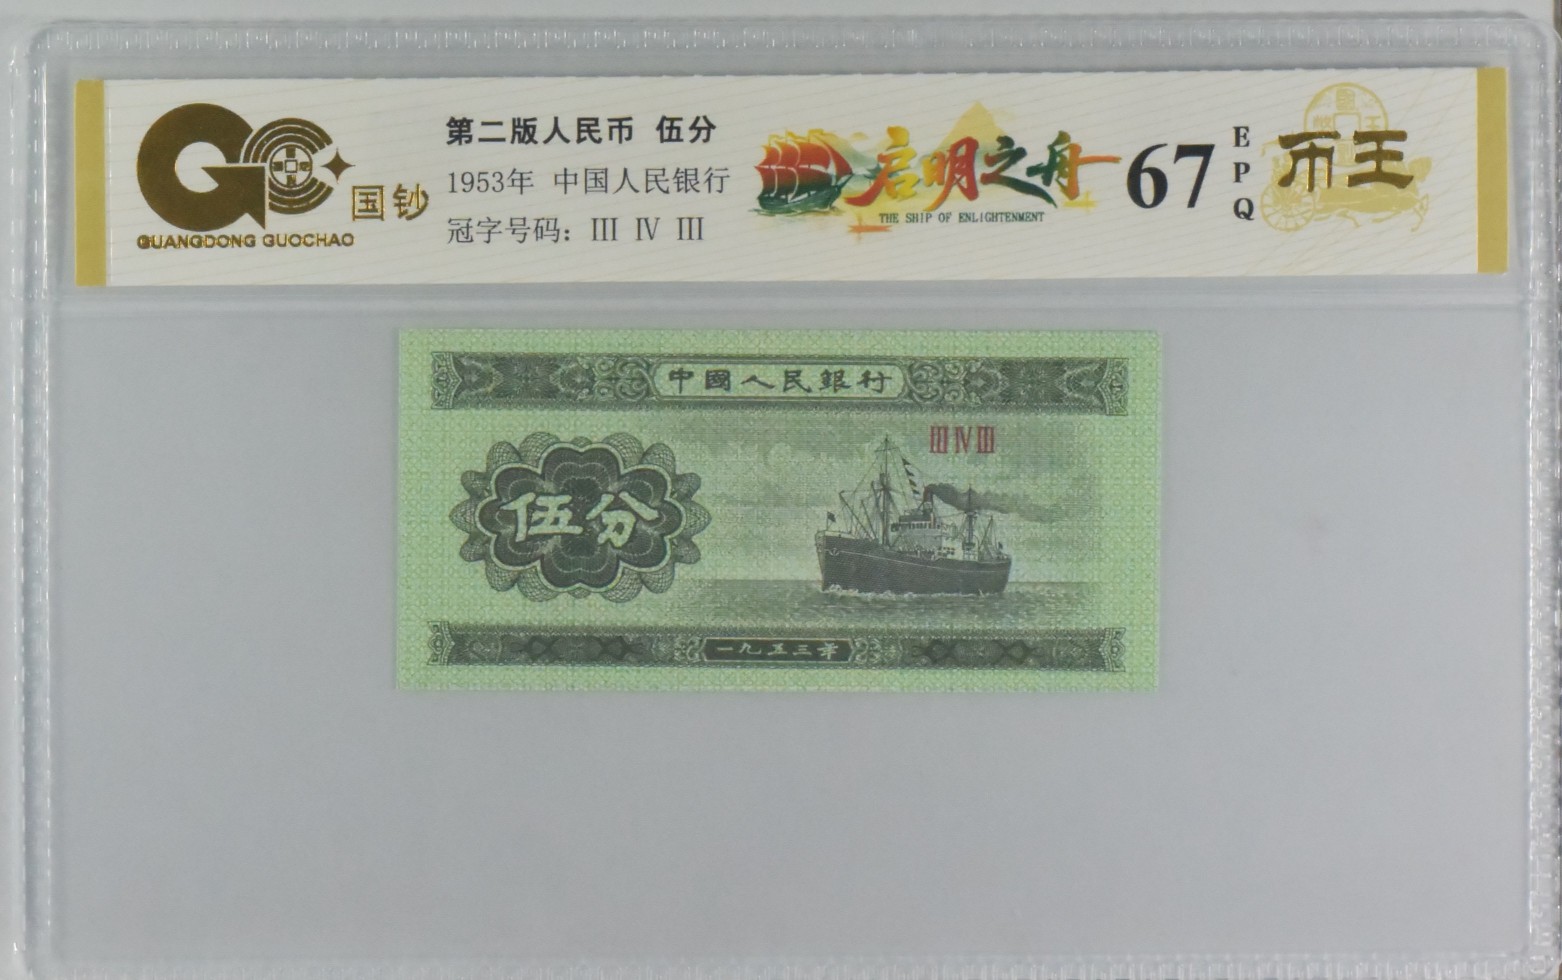 GC
国钞
GUANGDONG GUOCHAO
第二版人民币 伍分
1953年 中国人民银行
冠字号码：III IV III
启明之舟
THE SHIP OF ENLIGHTENMENT
67
EPQ
币王
中國人民銀行
III IV III
伍分
一九五三年